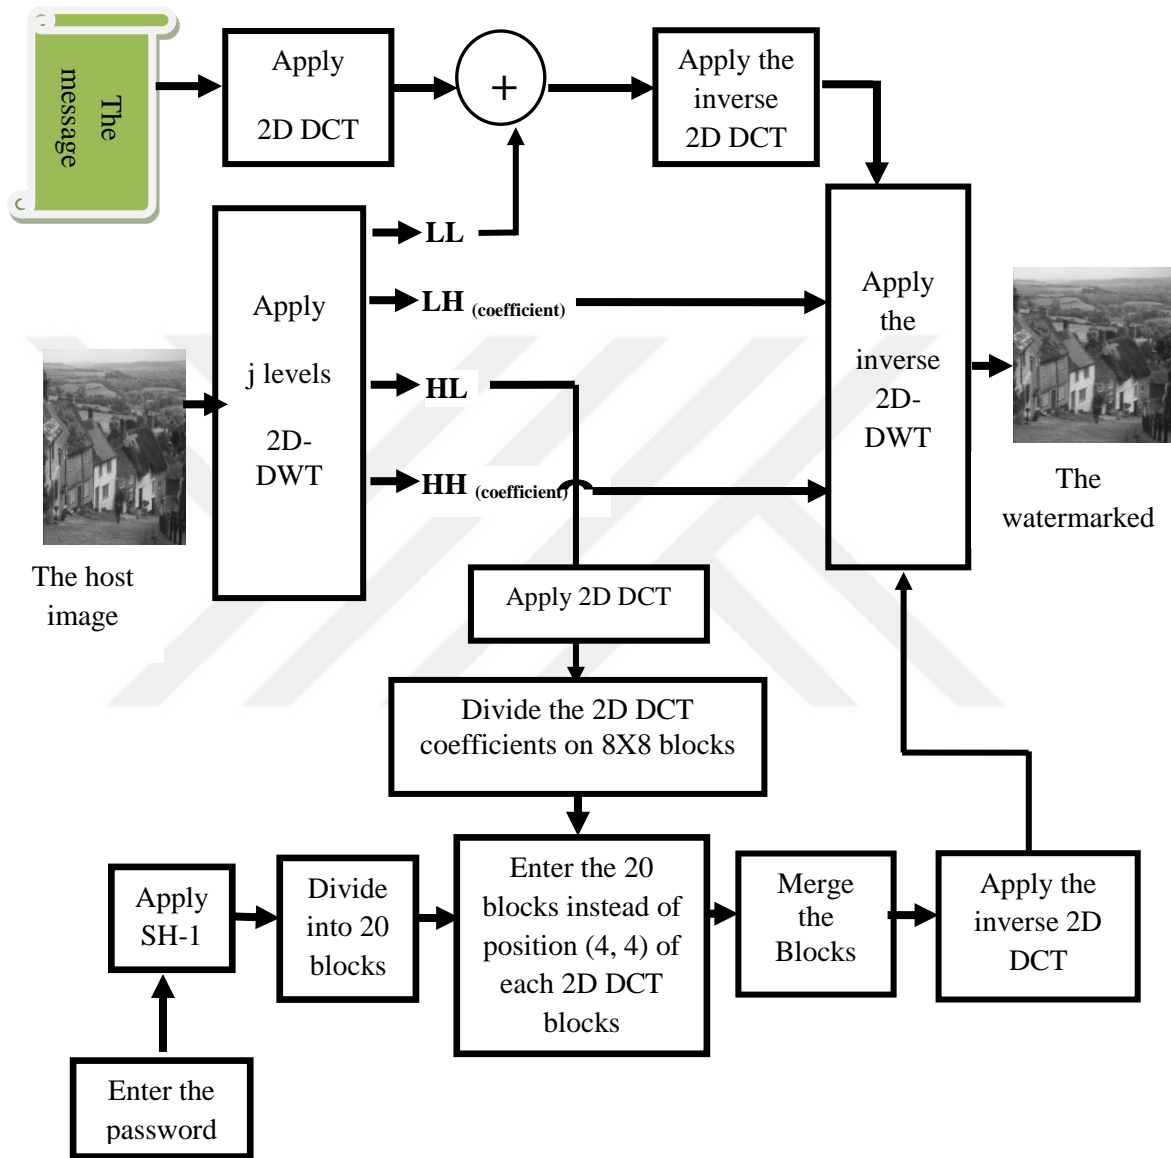 The
message
Apply
2D DCT
+
Apply the
inverse
2D DCT
LL
LH (coefficient)
HL
HH (coefficient)
Apply
j levels
2D-
DWT
Apply
the
inverse
2D-
DWT
The host
image
The
watermarked
Apply 2D DCT
Divide the 2D DCT
coefficients on 8X8 blocks
Apply
SH-1
Divide
into 20
blocks
Enter the 20
blocks instead of
position (4, 4) of
each 2D DCT
blocks
Merge
the
Blocks
Apply the
inverse 2D
DCT
Enter the
password